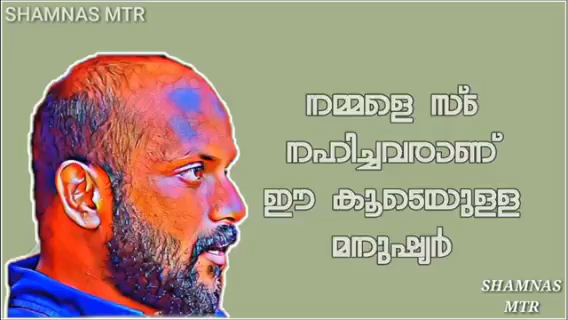 SHAMNAS MTR
നമ്മളെ സ്
നഹിച്ചവരാണ്
ഈ കൂടെയുള്ള
മനുഷ്യർ
SHAMNAS
MTR